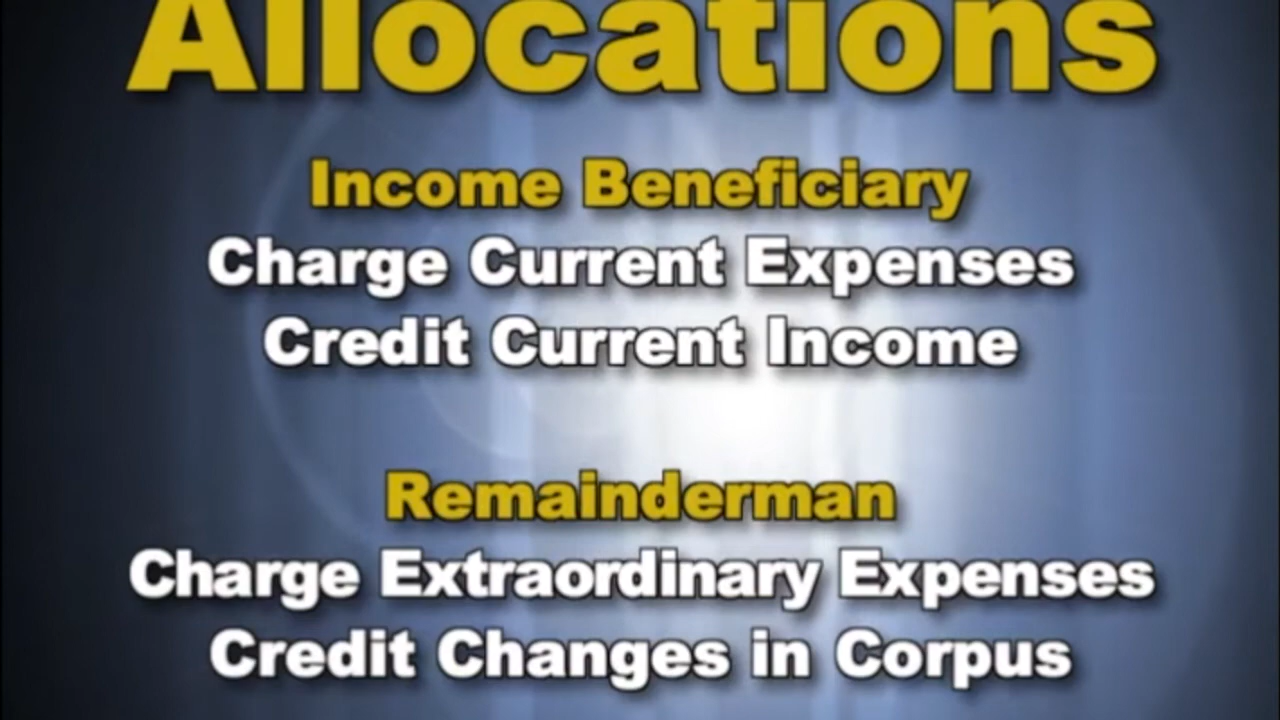 Allocations
Income Beneficiary
Charge Current Expenses
Credit Current Income
Remainderman
Charge Extraordinary Expenses
Credit Changes in Corpus